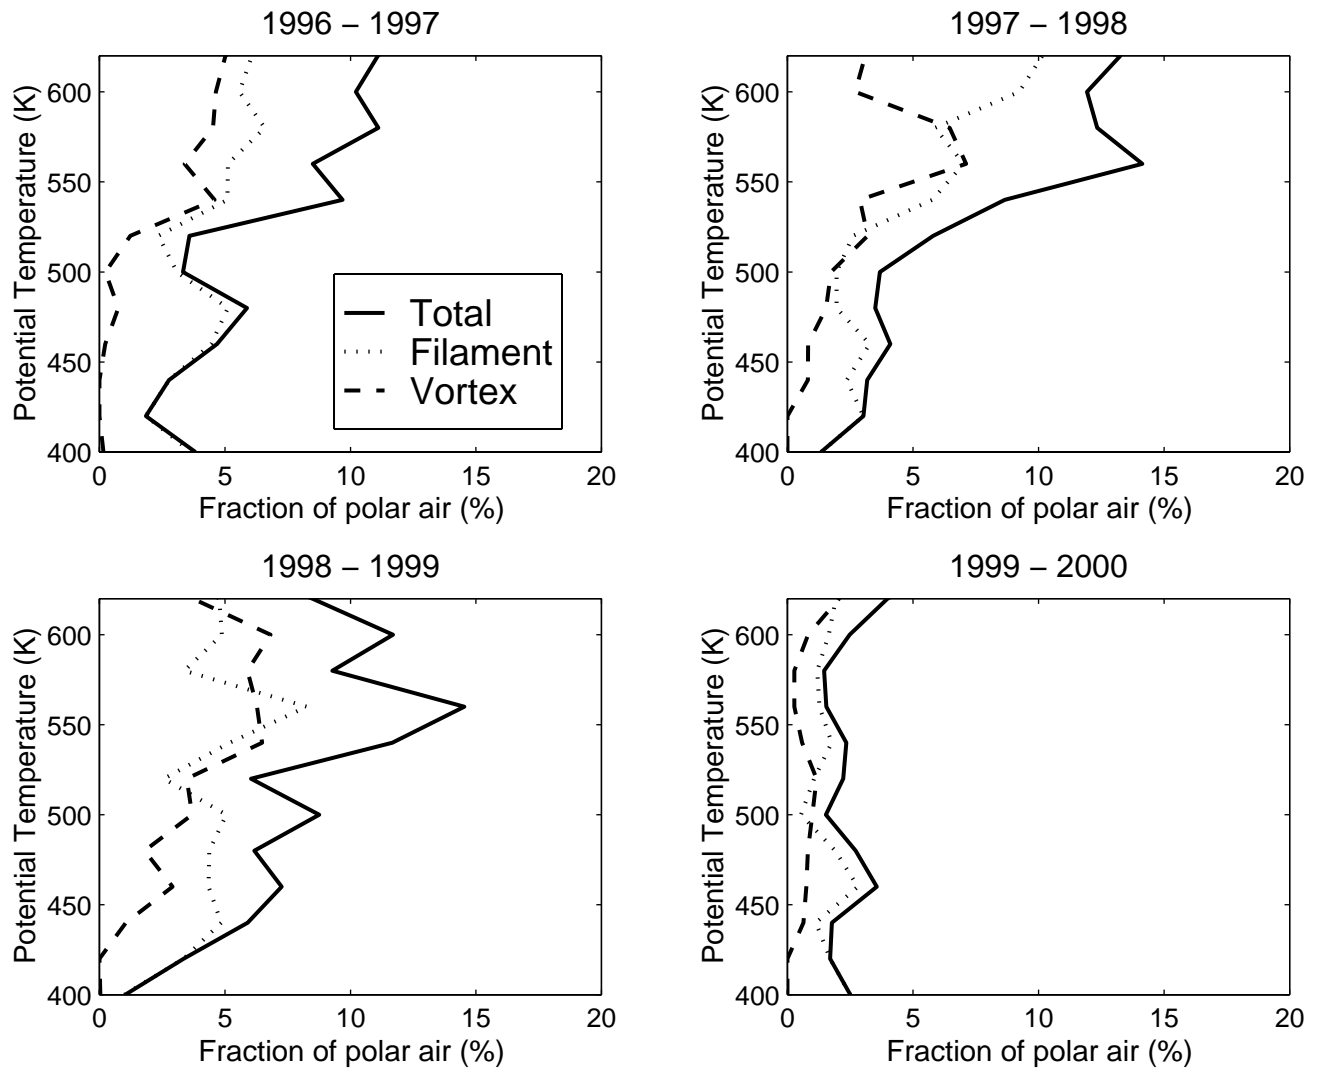 1996 – 1997
Potential Temperature (K)
600
550
500
450
400
Total
Filament
Vortex
0 5 10 15 20
Fraction of polar air (%)
1997 – 1998
Potential Temperature (K)
600
550
500
450
400
0 5 10 15 20
Fraction of polar air (%)
1998 – 1999
Potential Temperature (K)
600
550
500
450
400
0 5 10 15 20
Fraction of polar air (%)
1999 – 2000
Potential Temperature (K)
600
550
500
450
400
0 5 10 15 20
Fraction of polar air (%)